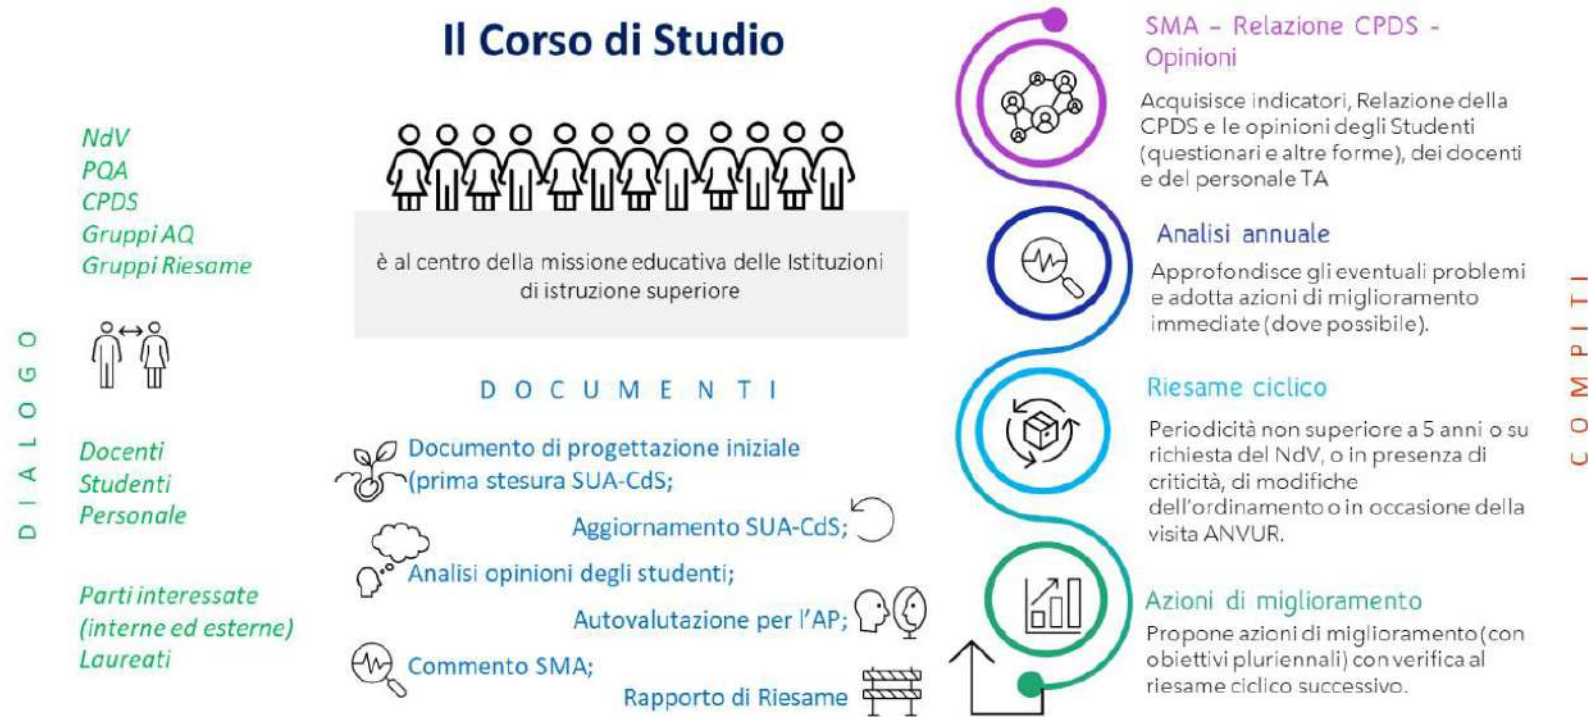 Il Corso di Studio
NdV
PQA
CPDS
Gruppi AQ
Gruppi Riesame
DIALOGO
Docenti
Studenti
Personale
Parti interessate
(interne ed esterne)
Laureati
è al centro della missione educativa delle Istituzioni
di istruzione superiore
DOCUMENTI
Documento di progettazione iniziale
(prima stesura SUA-CdS;
Aggiornamento SUA-CdS;
Analisi opinioni degli studenti;
Autovalutazione per l'AP;
Commento SMA;
Rapporto di Riesame
SMA – Relazione CPDS -
Opinioni
Acquisisce indicatori, Relazione della
CPDS e le opinioni degli Studenti
(questionari e altre forme), dei docenti
e del personale TA
Analisi annuale
Approfondisce gli eventuali problemi
e adotta azioni di miglioramento
immediate (dove possibile).
Riesame ciclico
Periodicità non superiore a 5 anni o su
richiesta del NdV, o in presenza di
criticità, di modifiche
dell'ordinamento o in occasione della
visita ANVUR.
Azioni di miglioramento
Propone azioni di miglioramento (con
obiettivi pluriennali) con verifica al
riesame ciclico successivo.
COMPITI